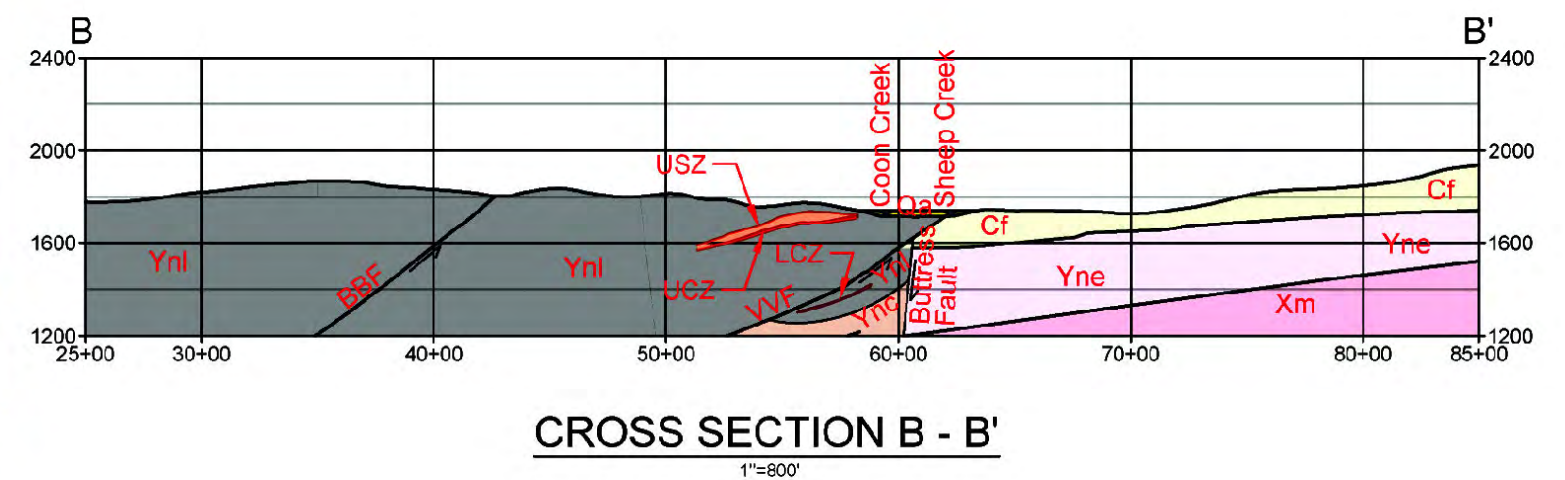 B
B'
2400
2400
2000
2000
1600
1600
1200
1200
Coon Creek
Sheep Creek
USZ
Qa
Cf
Cf
Ynl
Ynl
BBF
UCZ
LCZ
Ynl
VVF
Ync
Buttress
Fault
Yne
Yne
Xm
25+00
30+00
40+00
50+00
60+00
70+00
80+00
85+00
CROSS SECTION B - B'
1"=800'